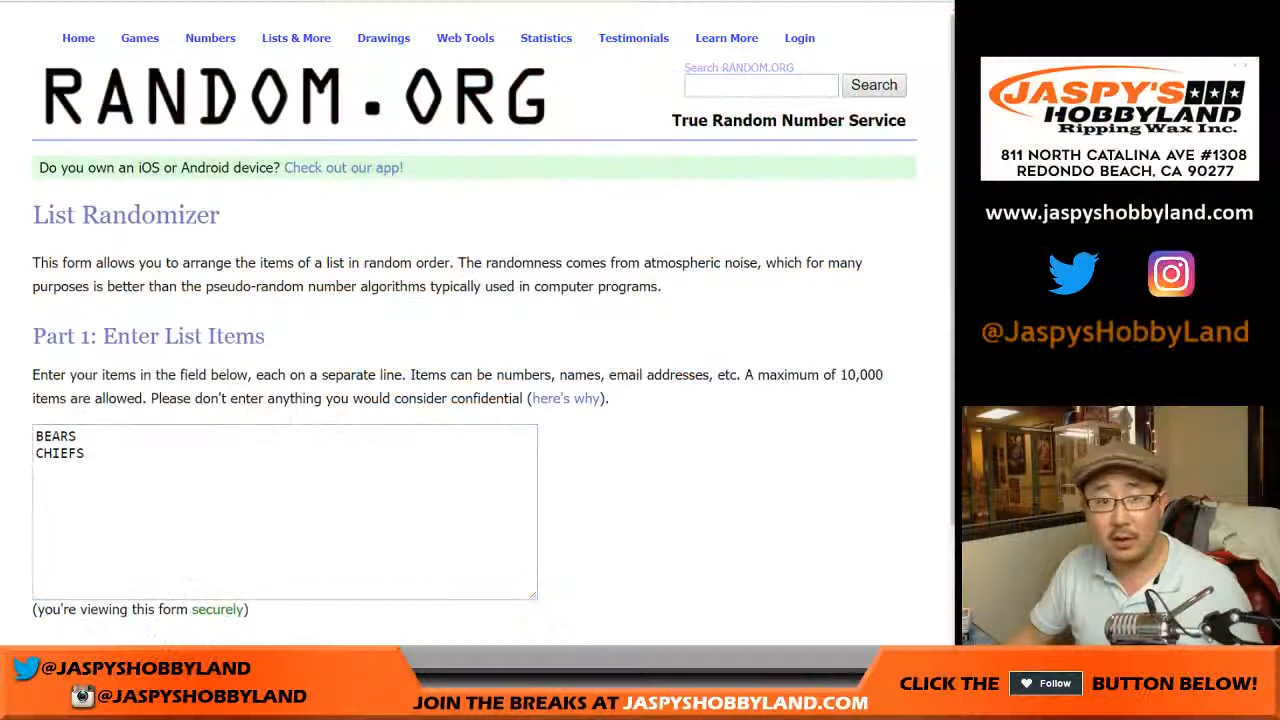 Home Games Numbers Lists & More Drawings Web Tools Statistics Testimonials Learn More Login
RANDOM.ORG
Search RANDOM.ORG
Search
True Random Number Service
Do you own an iOS or Android device? Check out our app!
List Randomizer
This form allows you to arrange the items of a list in random order. The randomness comes from atmospheric noise, which for many
purposes is better than the pseudo-random number algorithms typically used in computer programs.
Part 1: Enter List Items
Enter your items in the field below, each on a separate line. Items can be numbers, names, email addresses, etc. A maximum of 10,000
items are allowed. Please don't enter anything you would consider confidential (here's why).
BEARS
CHIEFS
(you're viewing this form securely)
JASPY'S
HOBBYLAND
Ripping Wax Inc.
811 NORTH CATALINA AVE #1308
REDONDO BEACH, CA 90277
www.jaspyshobbyland.com
@JaspysHobbyLand
@JASPYSHOBBYLAND
@JASPYSHOBBYLAND
JOIN THE BREAKS AT JASPYSHOBBYLAND.COM
CLICK THE Follow BUTTON BELOW!